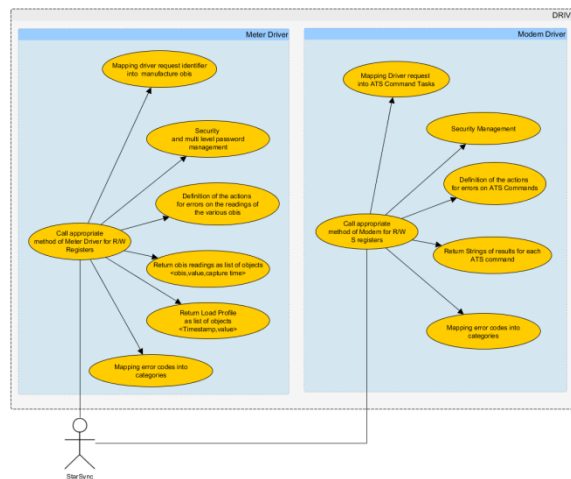 DRIV
Meter Driver
Modem Driver
Mapping driver request identifier
into manufacture obis
Mapping Driver request
into ATS Command Tasks
Security
and multi level password
management
Security Management
Definition of the actions
for errors on the readings of
the various obis
Definition of the actions
for errors on ATS Commands
Call appropriate
method of Meter Driver for R/W
Registers
Call appropriate
method of Modem for R/W
S registers
Return obis readings as list of objects
<obis,value,capture time>
Return Strings of results for each
ATS command
Return Load Profile
as list of objects
<Timestamp,value>
Mapping error codes into
categories
Mapping error codes into
categories
StarSync